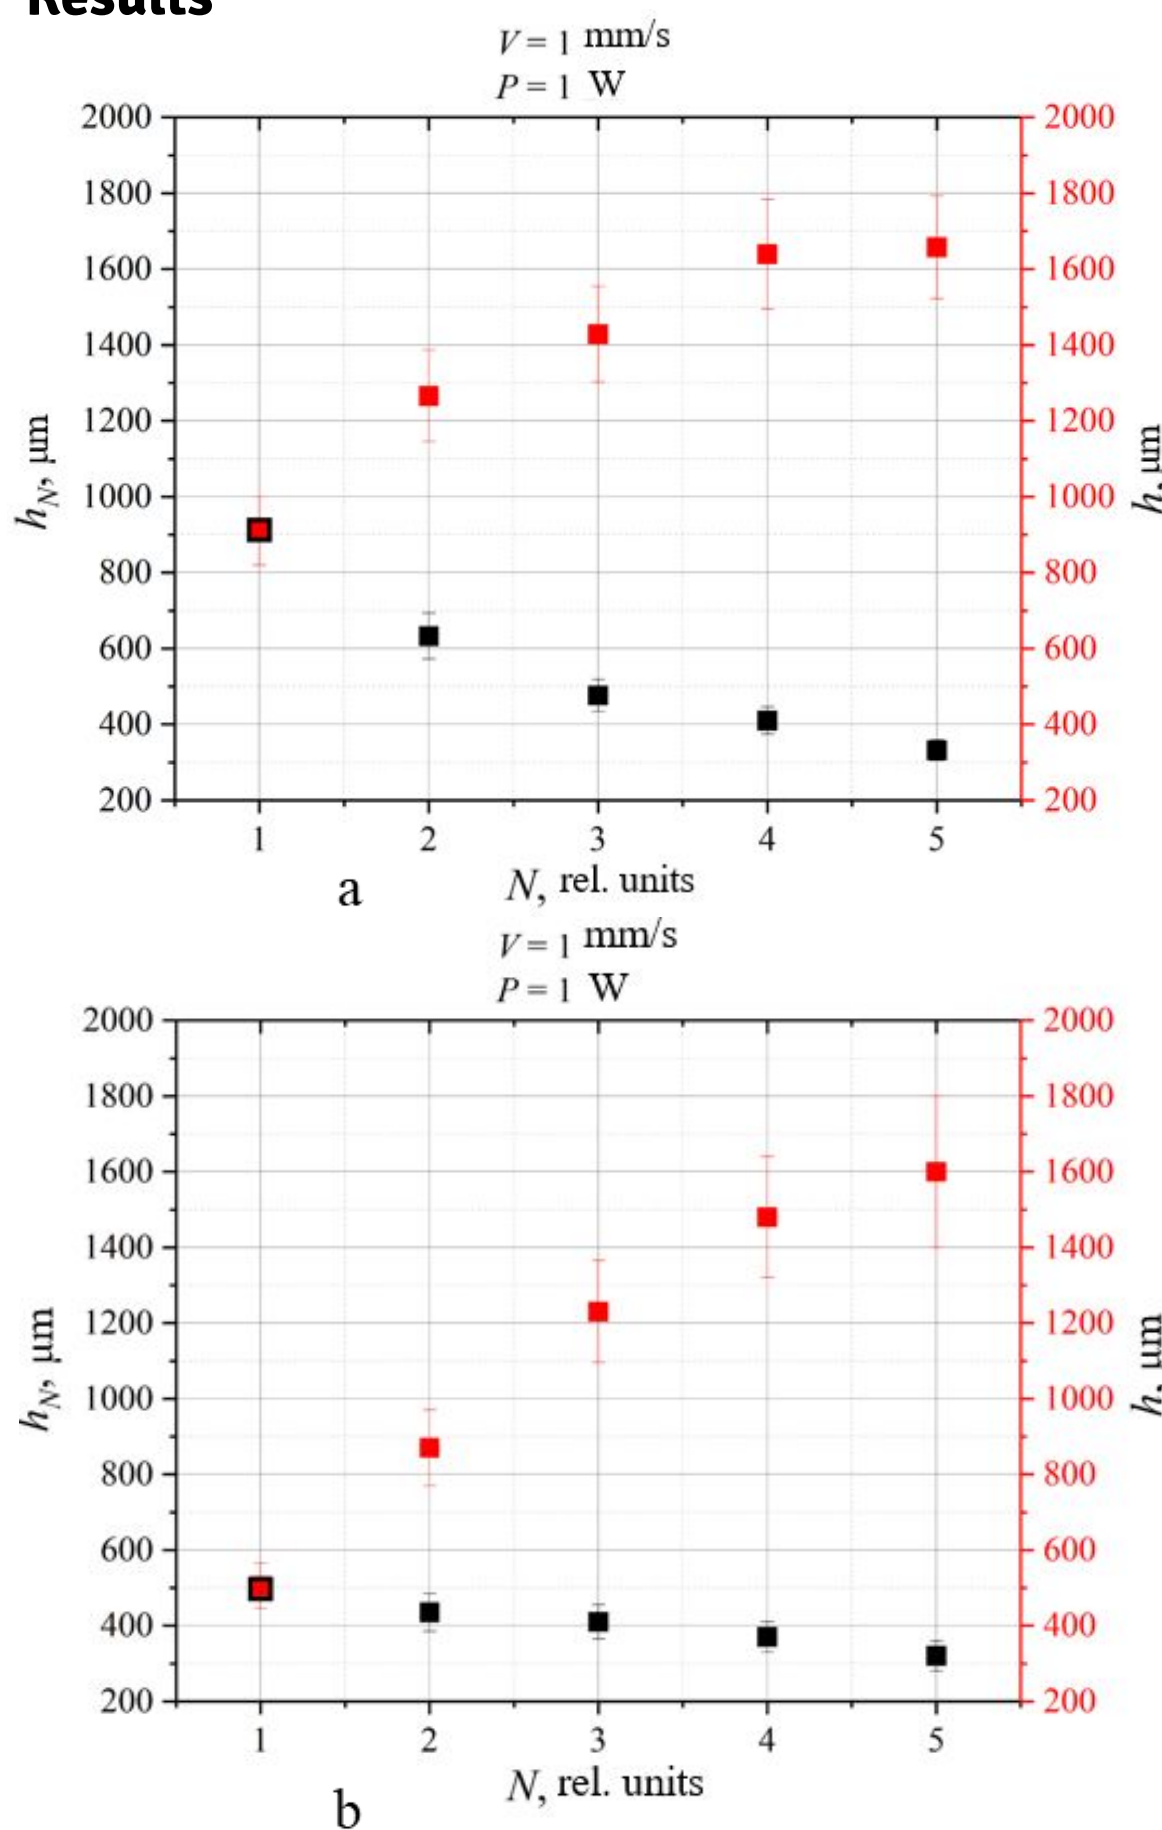 Results
V = 1 mm/s
P = 1 W
2000 2000
1800 1800
1600 1600
1400 1400
1200 1200
1000 1000
800 800
600 600
400 400
200 200
h_N, μm
h, μm
1 2 3 4 5
a N, rel. units
V = 1 mm/s
P = 1 W
2000 2000
1800 1800
1600 1600
1400 1400
1200 1200
1000 1000
800 800
600 600
400 400
200 200
h_N, μm
h, μm
1 2 3 4 5
N, rel. units
b